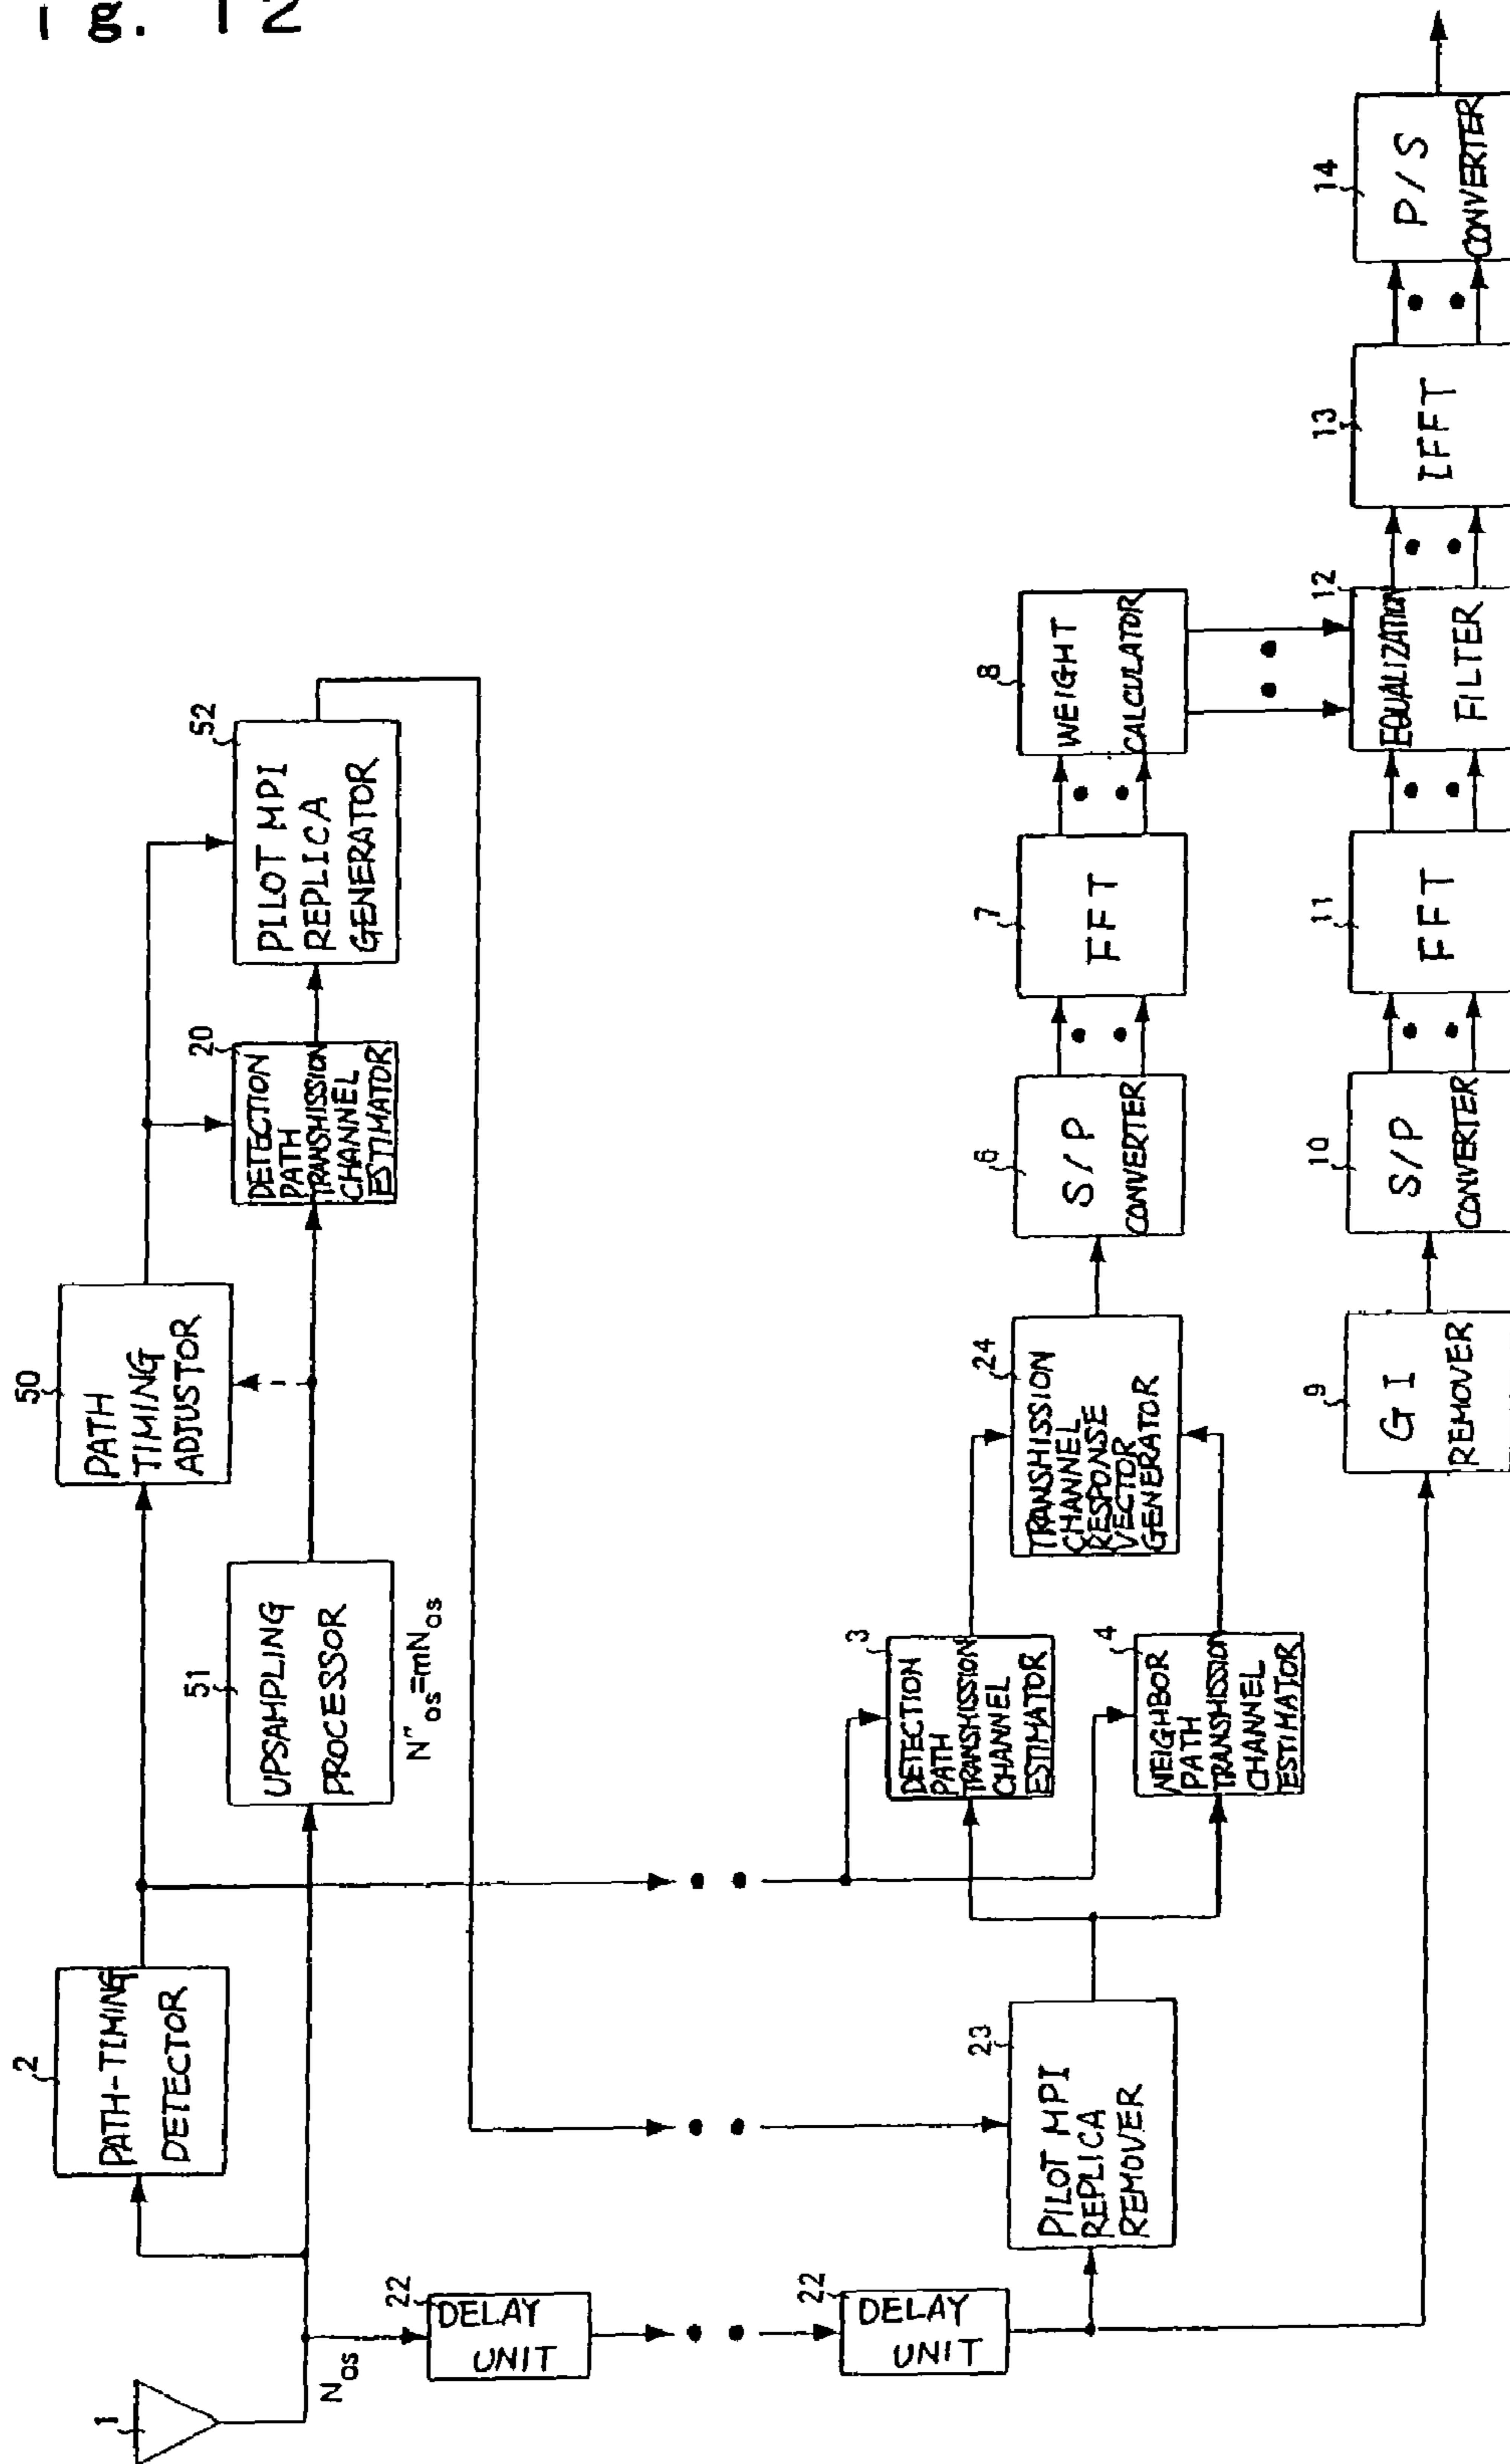 ig. 12
1
N os
2
PATH-TIMING
DETECTOR
50
PATH
TIMING
ADJUSTOR
51
UPSAMPLING
PROCESSOR
N"os=mNos
20
DETECTION
PATH
TRANSMISSION
CHANNEL
ESTIMATOR
52
PILOT MPI
REPLICA
GENERATOR
22
DELAY
UNIT
22
DELAY
UNIT
23
PILOT MPI
REPLICA
REMOVER
3
DETECTION
PATH
TRANSMISSION
CHANNEL
ESTIMATOR
4
NEIGHBOR
PATH
TRANSMISSION
CHANNEL
ESTIMATOR
24
TRANSMISSION
CHANNEL
RESPONSE
VECTOR
GENERATOR
6
S/P
CONVERTER
7
FFT
8
WEIGHT
CALCULATOR
9
GI
REMOVER
10
S/P
CONVERTER
11
FFT
12
EQUALIZATION
FILTER
13
IFFT
14
P/S
CONVERTER